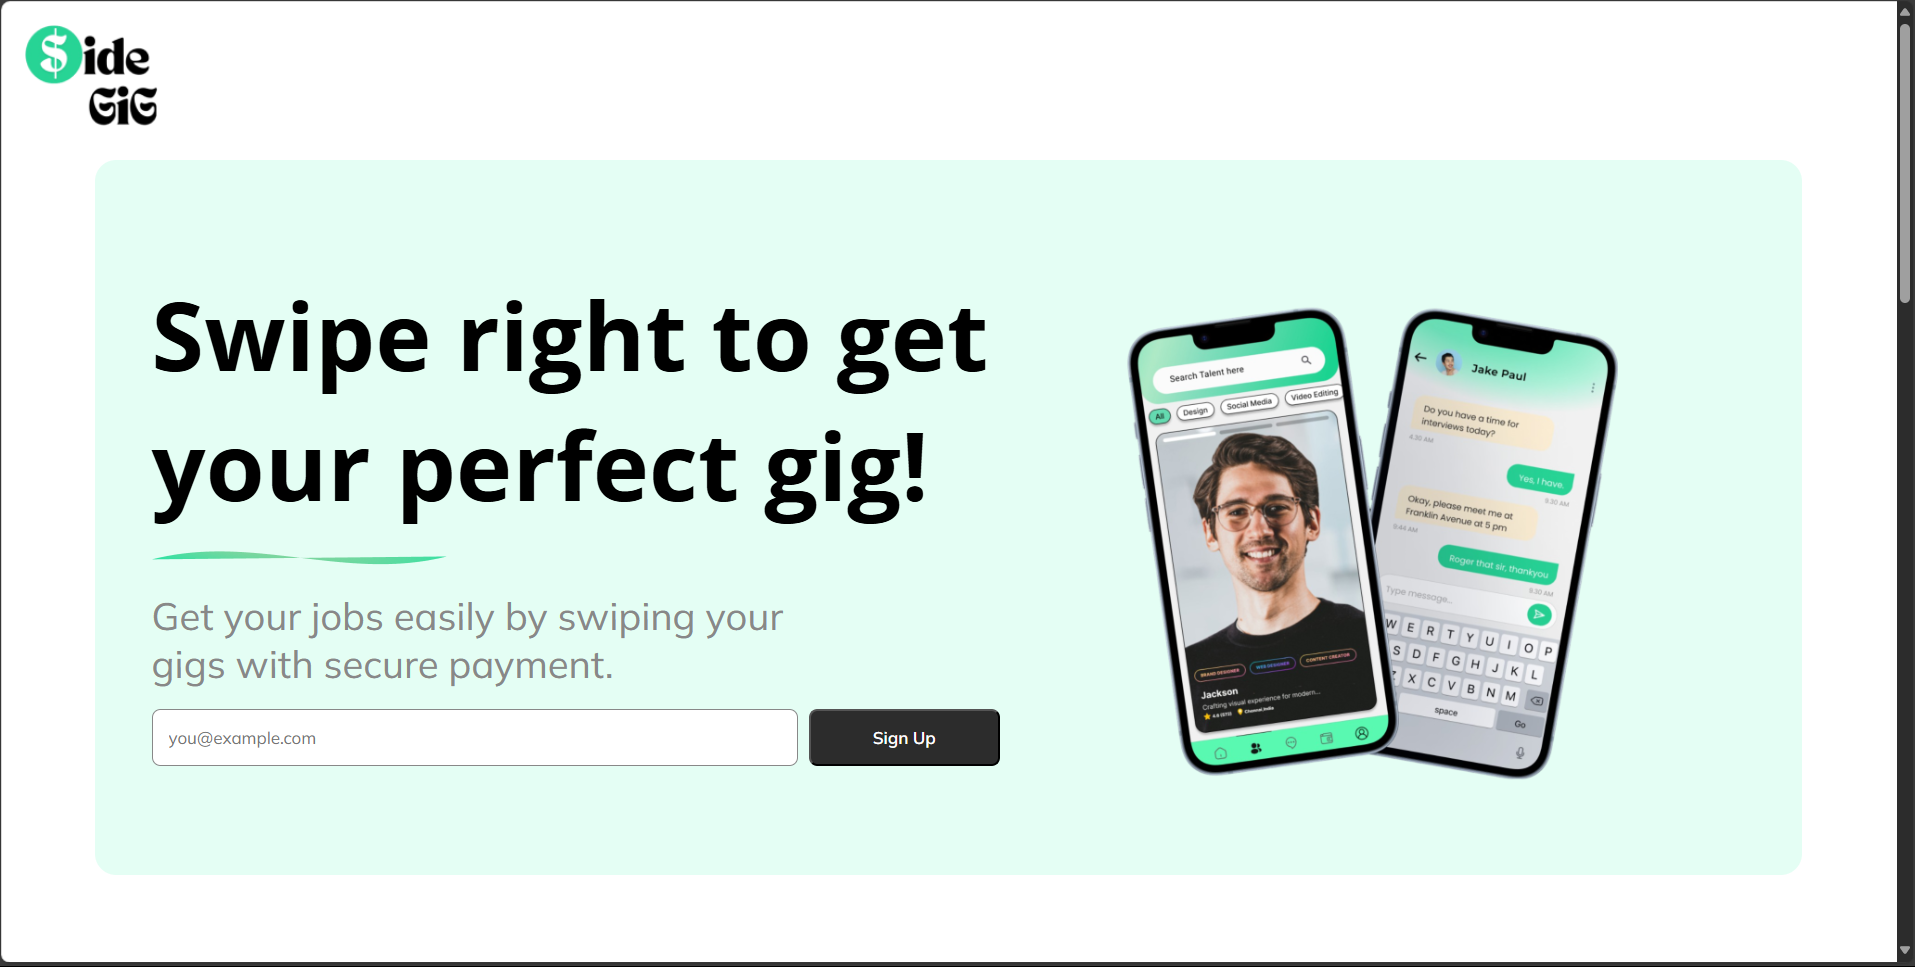 $ide
GiG
Swipe right to get
your perfect gig!
Get your jobs easily by swiping your
gigs with secure payment.
you@example.com
Sign Up
Search Talent here
All
Design
Social Media
Video Editing
BRAND DESIGNER
WEB DESIGNER
CONTENT CREATOR
Jackson
Crafting visual experience for modern...
Chennai,India
Jake Paul
Do you have a time for
interviews today?
4.30 AM
Yes, I have.
9.30 AM
Okay, please meet me at
Franklin Avenue at 5 pm
9:44 AM
Roger that sir, thankyou
9.30 AM
Type message...
W E R T Y U I O P
S D F G H J K L
Z X C V B N M
space
Go